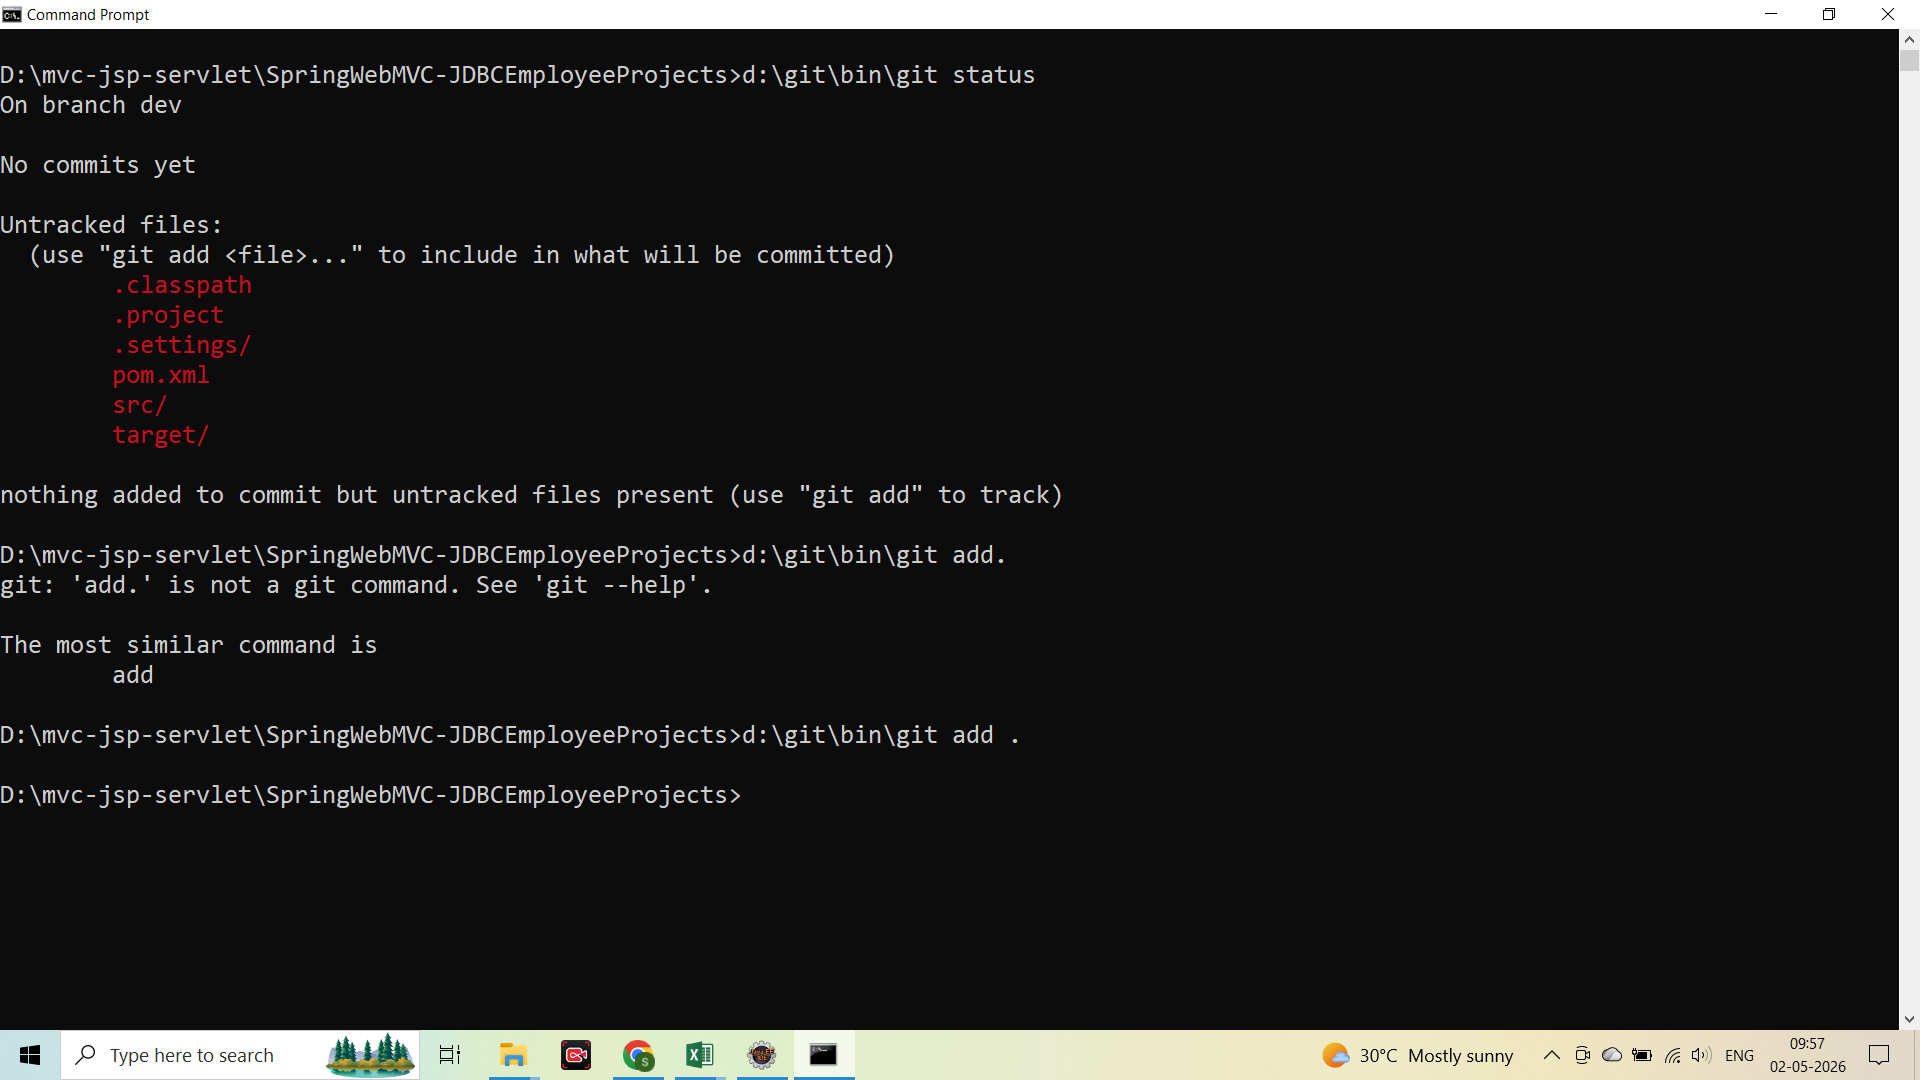 Command Prompt
D:\mvc-jsp-servlet\SpringWebMVC-JDBCEmployeeProjects>d:\git\bin\git status
On branch dev
No commits yet
Untracked files:
  (use "git add <file>..." to include in what will be committed)
        .classpath
        .project
        .settings/
        pom.xml
        src/
        target/
nothing added to commit but untracked files present (use "git add" to track)
D:\mvc-jsp-servlet\SpringWebMVC-JDBCEmployeeProjects>d:\git\bin\git add.
git: 'add.' is not a git command. See 'git --help'.
The most similar command is
        add
D:\mvc-jsp-servlet\SpringWebMVC-JDBCEmployeeProjects>d:\git\bin\git add .
D:\mvc-jsp-servlet\SpringWebMVC-JDBCEmployeeProjects>
Type here to search
30°C Mostly sunny
ENG
09:57
02-05-2026